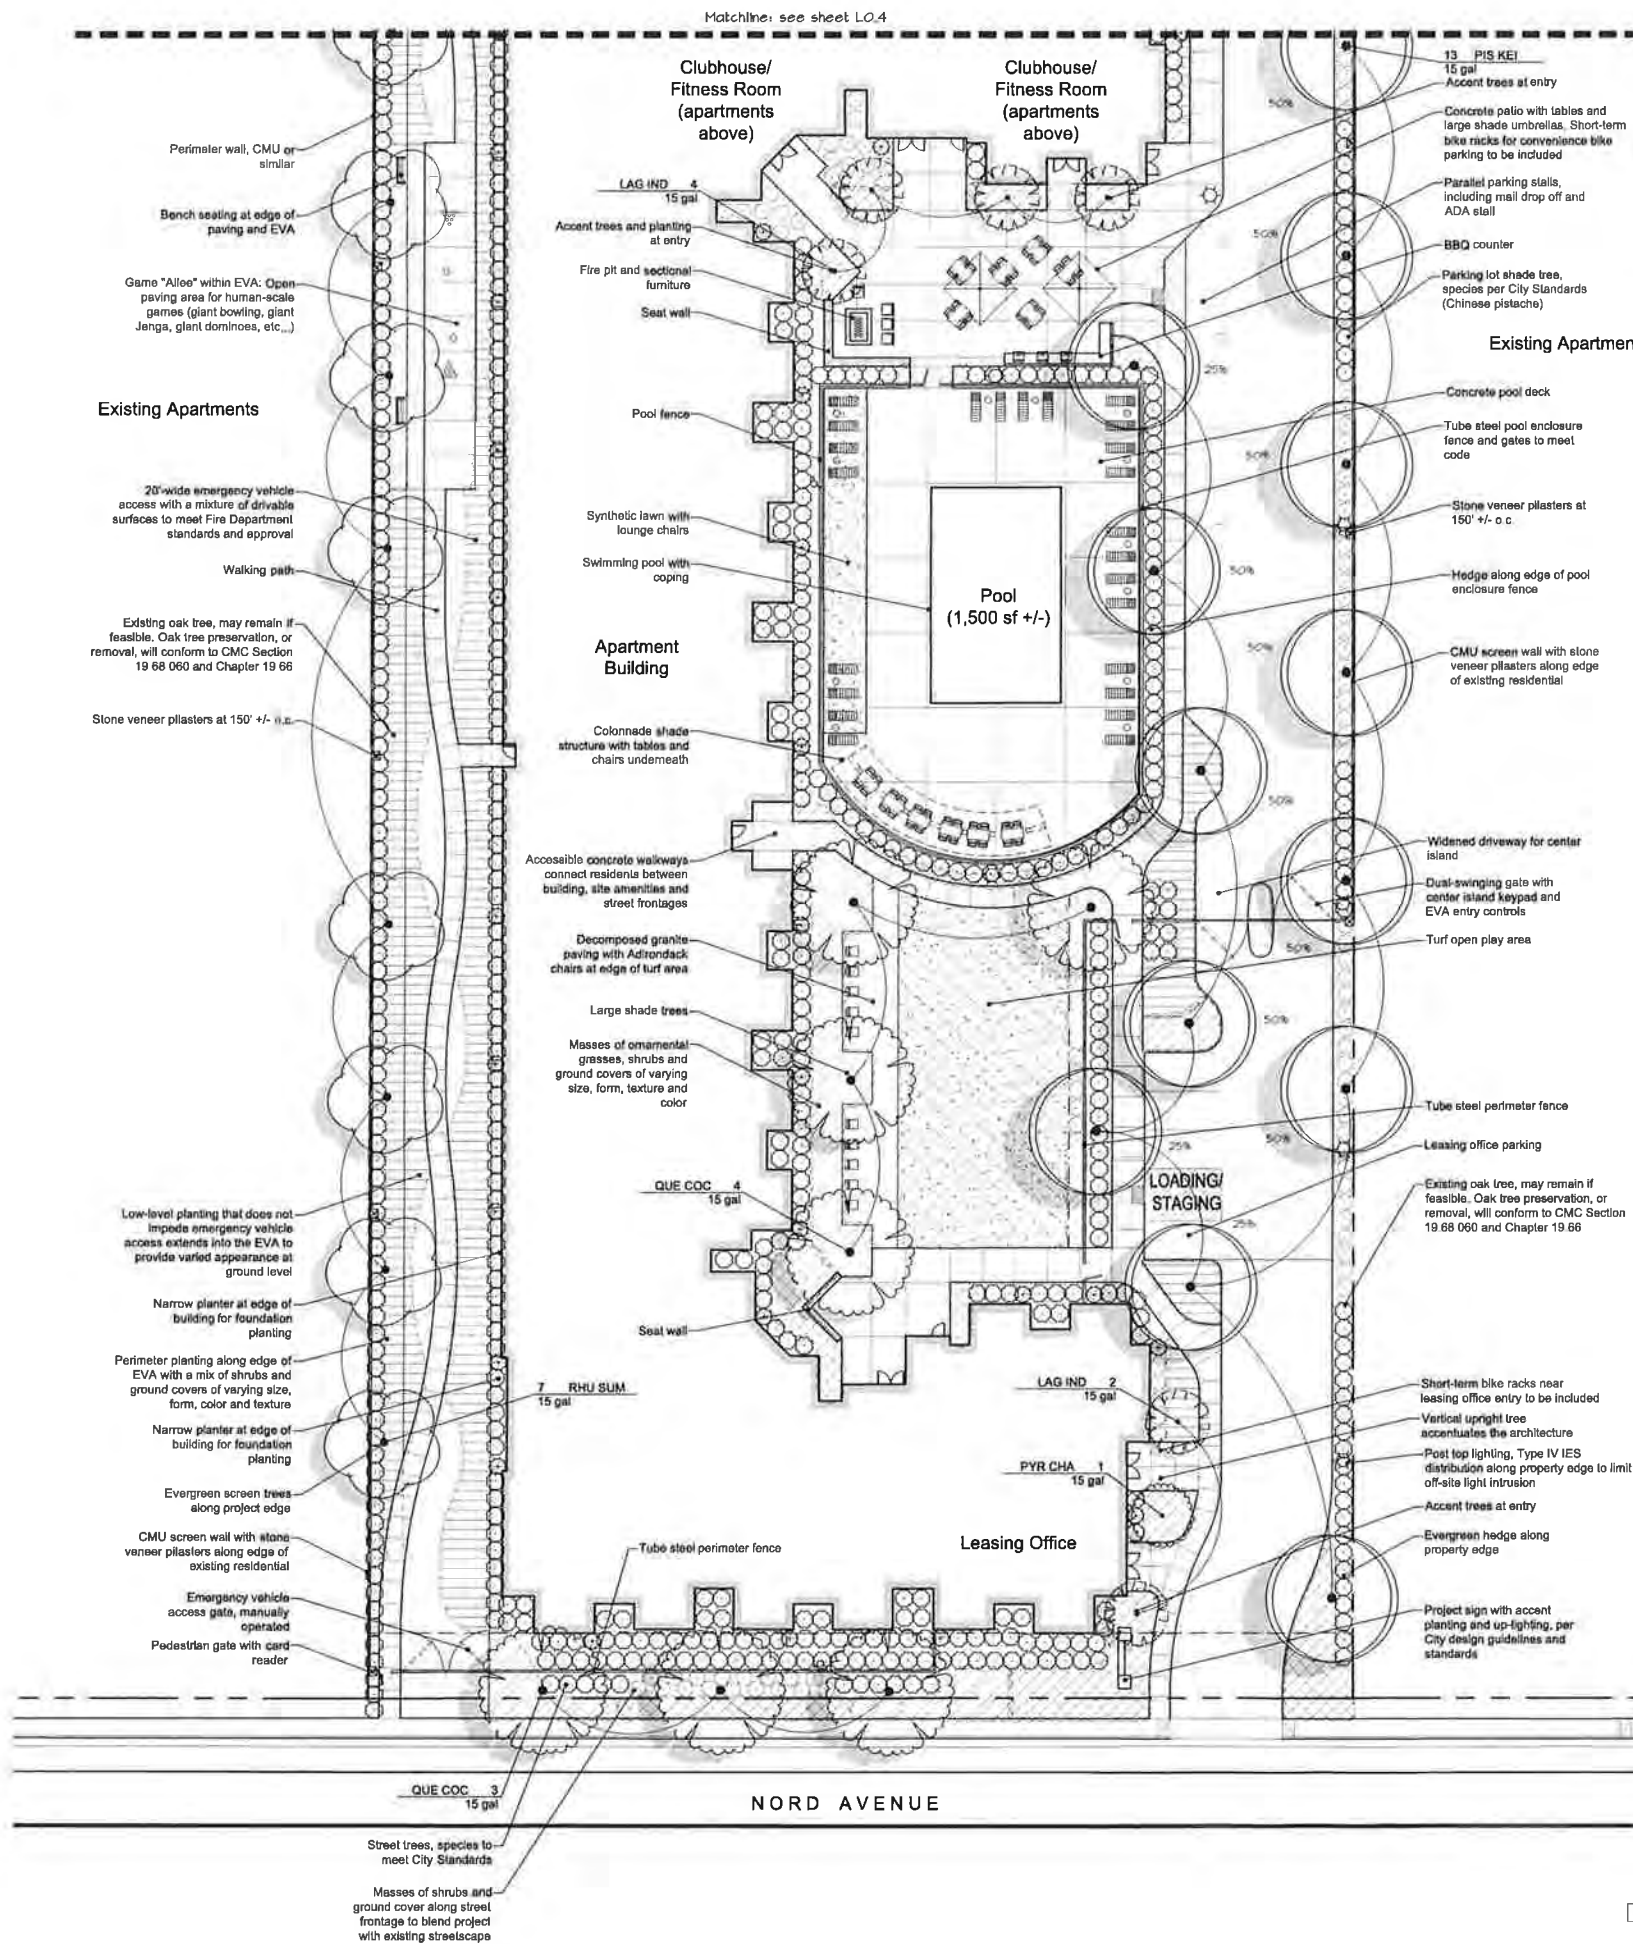 Matchline: see sheet L0.4
Clubhouse/
Fitness Room
(apartments
above)
Clubhouse/
Fitness Room
(apartments
above)
13 PIS KEI
15 gal
Accent trees at entry
Concrete patio with tables and
large shade umbrellas. Short-term
bike racks for convenience bike
parking to be included
Parallel parking stalls,
including mail drop off and
ADA stall
BBQ counter
Parking lot shade tree,
species per City Standards
(Chinese pistache)
Existing Apartmen
Concrete pool deck
Tube steel pool enclosure
fence and gates to meet
code
Stone veneer pilasters at
150' +/- o.c.
Hedge along edge of pool
enclosure fence
CMU screen wall with stone
veneer pilasters along edge
of existing residential
Widened driveway for center
island
Dual-swinging gate with
center island keypad and
EVA entry controls
Turf open play area
Tube steel perimeter fence
Leasing office parking
Existing oak tree, may remain if
feasible. Oak tree preservation, or
removal, will conform to CMC Section
19.68.060 and Chapter 19.66
Short-term bike racks near
leasing office entry to be included
Vertical upright tree
accentuates the architecture
Post top lighting, Type IV IES
distribution along property edge to limit
off-site light intrusion
Accent trees at entry
Evergreen hedge along
property edge
Project sign with accent
planting and up-lighting, per
City design guidelines and
standards
Perimeter wall, CMU or
similar
Bench seating at edge of
paving and EVA
Game "Allee" within EVA: Open
paving area for human-scale
games (giant bowling, giant
Jenga, giant dominoes, etc...)
Existing Apartments
20'-wide emergency vehicle
access with a mixture of drivable
surfaces to meet Fire Department
standards and approval
Walking path
Existing oak tree, may remain if
feasible. Oak tree preservation, or
removal, will conform to CMC Section
19 68 060 and Chapter 19 66
Stone veneer pilasters at 150' +/- o.c.
Low-level planting that does not
impede emergency vehicle
access extends into the EVA to
provide varied appearance at
ground level
Narrow planter at edge of
building for foundation
planting
Perimeter planting along edge of
EVA with a mix of shrubs and
ground covers of varying size,
form, color and texture
Narrow planter at edge of
building for foundation
planting
Evergreen screen trees
along project edge
CMU screen wall with stone
veneer pilasters along edge of
existing residential
Emergency vehicle
access gate, manually
operated
Pedestrian gate with card
reader
LAG IND 4
15 gal
Accent trees and planting
at entry
Fire pit and sectional
furniture
Seat wall
Pool fence
Synthetic lawn with
lounge chairs
Swimming pool with
coping
Apartment
Building
Colonnade shade
structure with tables and
chairs underneath
Accessible concrete walkways
connect residents between
building, site amenities and
street frontages
Decomposed granite
paving with Adirondack
chairs at edge of turf area
Large shade trees
Masses of ornamental
grasses, shrubs and
ground covers of varying
size, form, texture and
color
QUE COC 4
15 gal
Seat wall
7 RHU SUM
15 gal
Pool
(1,500 sf +/-)
50%
50%
25%
50%
50%
50%
50%
50%
50%
25%
50%
LOADING/
STAGING
25%
LAG IND 2
15 gal
PYR CHA 1
15 gal
Leasing Office
Tube steel perimeter fence
QUE COC 3
15 gal
NORD AVENUE
Street trees, species to
meet City Standards
Masses of shrubs and
ground cover along street
frontage to blend project
with existing streetscape